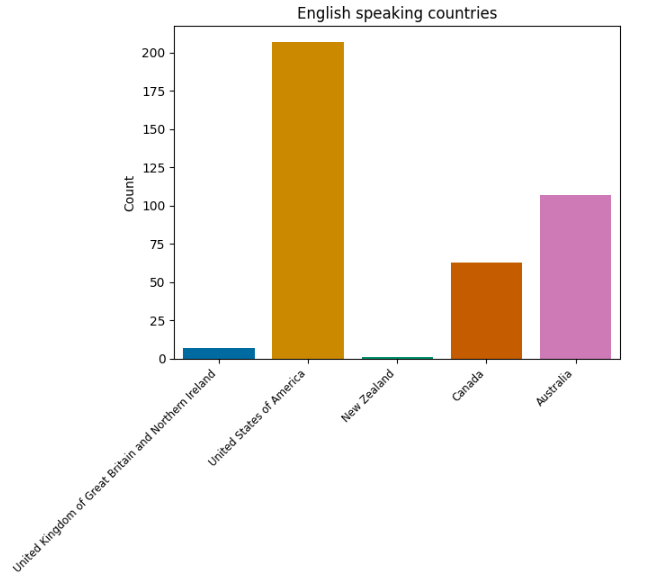 English speaking countries
Count
200
175
150
125
100
75
50
25
0
United Kingdom of Great Britain and Northern Ireland
United States of America
New Zealand
Canada
Australia